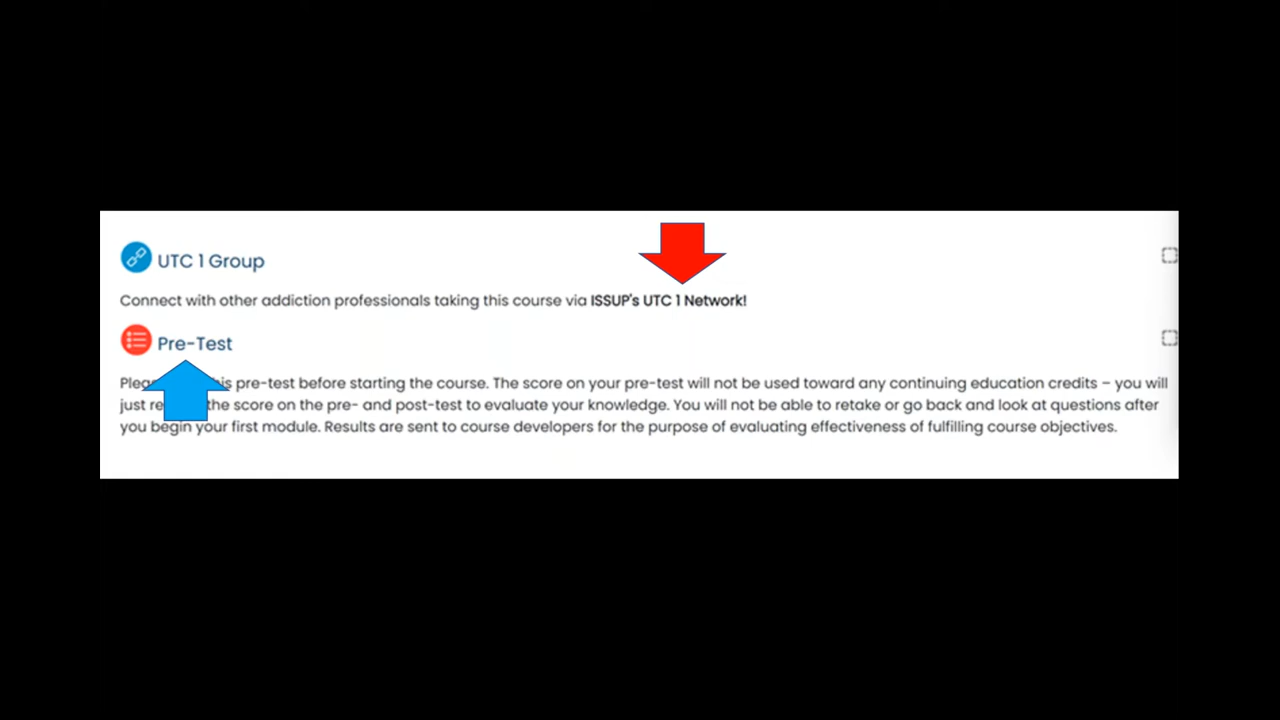 UTC 1 Group
Connect with other addiction professionals taking this course via ISSUP's UTC 1 Network!
Pre-Test
is pre-test before starting the course. The score on your pre-test will not be used toward any continuing education credits – you will
just the score on the pre- and post-test to evaluate your knowledge. You will not be able to retake or go back and look at questions after
you begin your first module. Results are sent to course developers for the purpose of evaluating effectiveness of fulfilling course objectives.